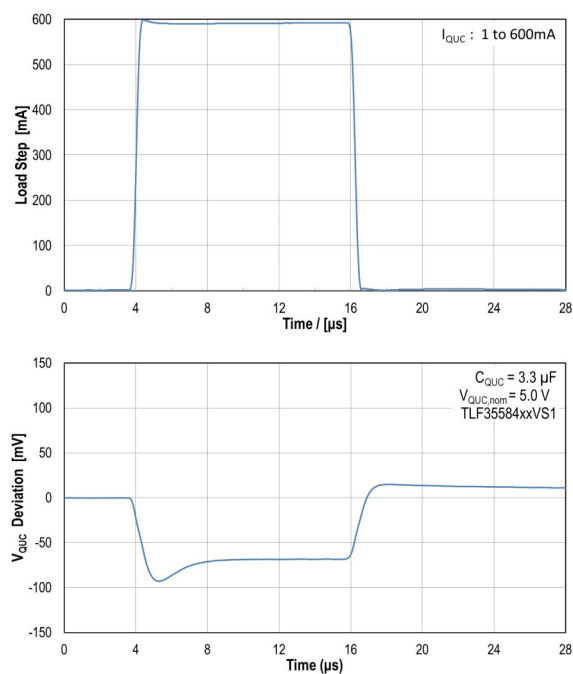 600
500
400
300
200
100
0
Load Step [mA]
I_QUC : 1 to 600mA
0 4 8 12 16 20 24 28
Time / [µs]
150
100
50
0
-50
-100
-150
V_QUC Deviation [mV]
C_QUC = 3.3 µF
V_QUC,nom = 5.0 V
TLF35584xxVS1
0 4 8 12 16 20 24 28
Time (µs)